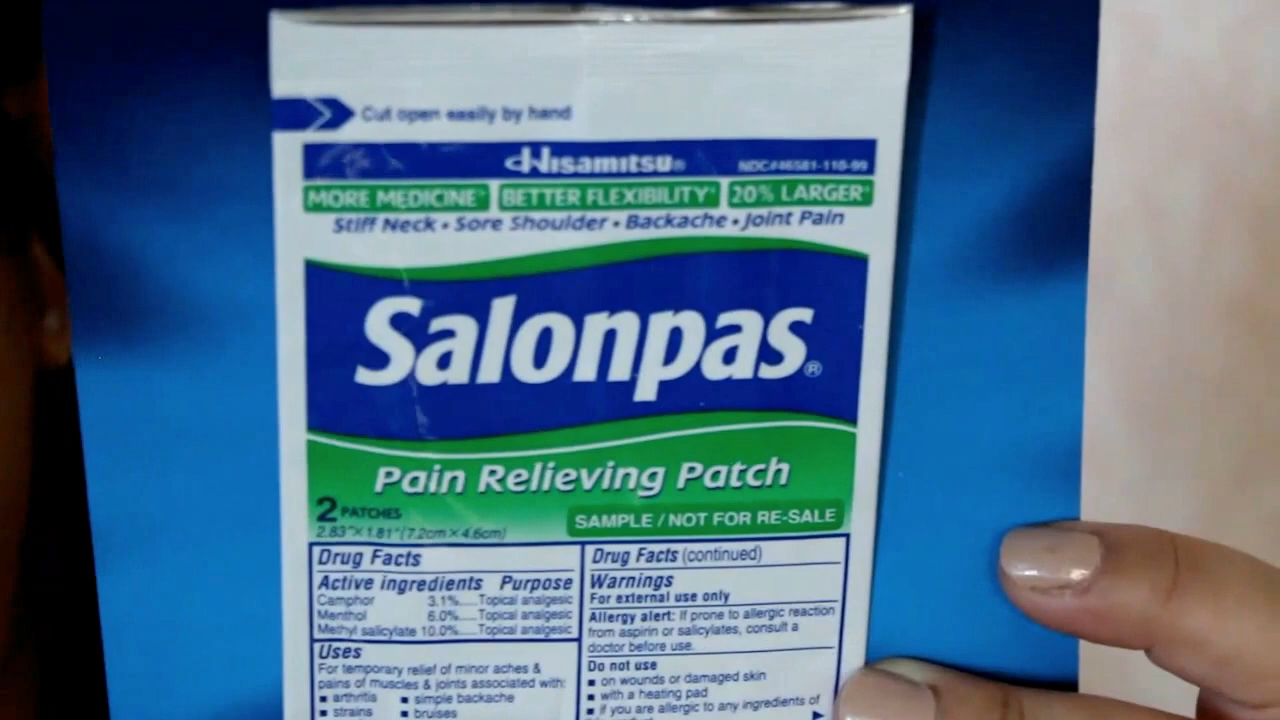 Cut open easily by hand
Hisamitsu®
NDC#46581-110-99
MORE MEDICINE* BETTER FLEXIBILITY* 20% LARGER*
Stiff Neck • Sore Shoulder • Backache • Joint Pain
Salonpas®
Pain Relieving Patch
2 PATCHES
2.83"×1.81"(7.2cm×4.6cm)
SAMPLE / NOT FOR RE-SALE
Drug Facts
Active ingredients Purpose
Camphor 3.1%.....Topical analgesic
Menthol 6.0%.....Topical analgesic
Methyl salicylate 10.0%.....Topical analgesic
Uses
For temporary relief of minor aches &
pains of muscles & joints associated with:
▪ arthritis ▪ simple backache
▪ strains ▪ bruises
Drug Facts (continued)
Warnings
For external use only
Allergy alert: If prone to allergic reaction
from aspirin or salicylates, consult a
doctor before use.
Do not use
▪ on wounds or damaged skin
▪ with a heating pad
▪ if you are allergic to any ingredients of